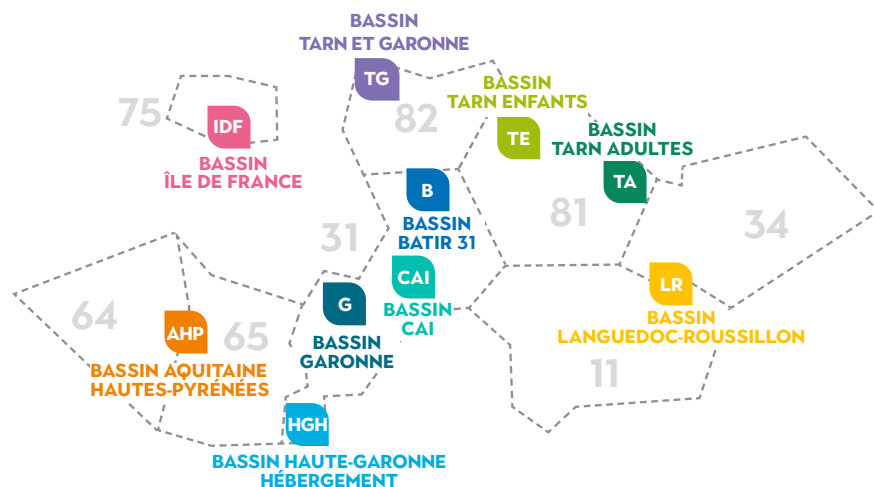 BASSIN
TARN ET GARONNE
TG
82
75
IDF
BASSIN
ÎLE DE FRANCE
BASSIN
TARN ENFANTS
TE
BASSIN
TARN ADULTES
TA
81
34
B
BASSIN
BATIR 31
31
CAI
BASSIN
CAI
G
BASSIN
GARONNE
LR
BASSIN
LANGUEDOC-ROUSSILLON
11
64
AHP
65
BASSIN AQUITAINE
HAUTES-PYRÉNÉES
HGH
BASSIN HAUTE-GARONNE
HÉBERGEMENT